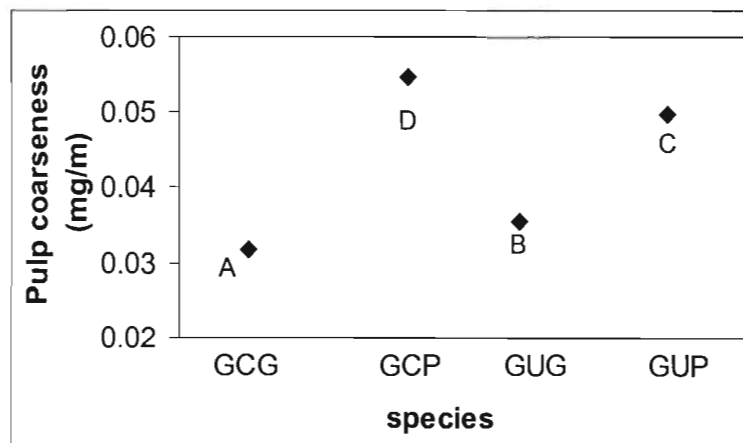 Pulp coarseness
(mg/m)
0.06
0.05
0.04
0.03
0.02
A
D
B
C
GCG GCP GUG GUP
species